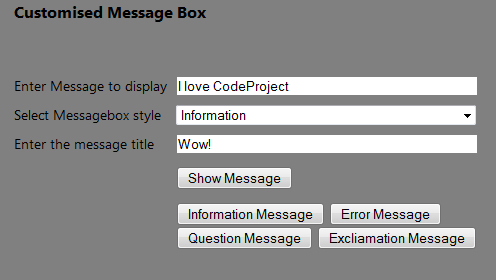 Customised Message Box
Enter Message to display I love CodeProject
Select Messagebox style Information
Enter the message title Wow!
Show Message
Information Message Error Message
Question Message Excliamation Message